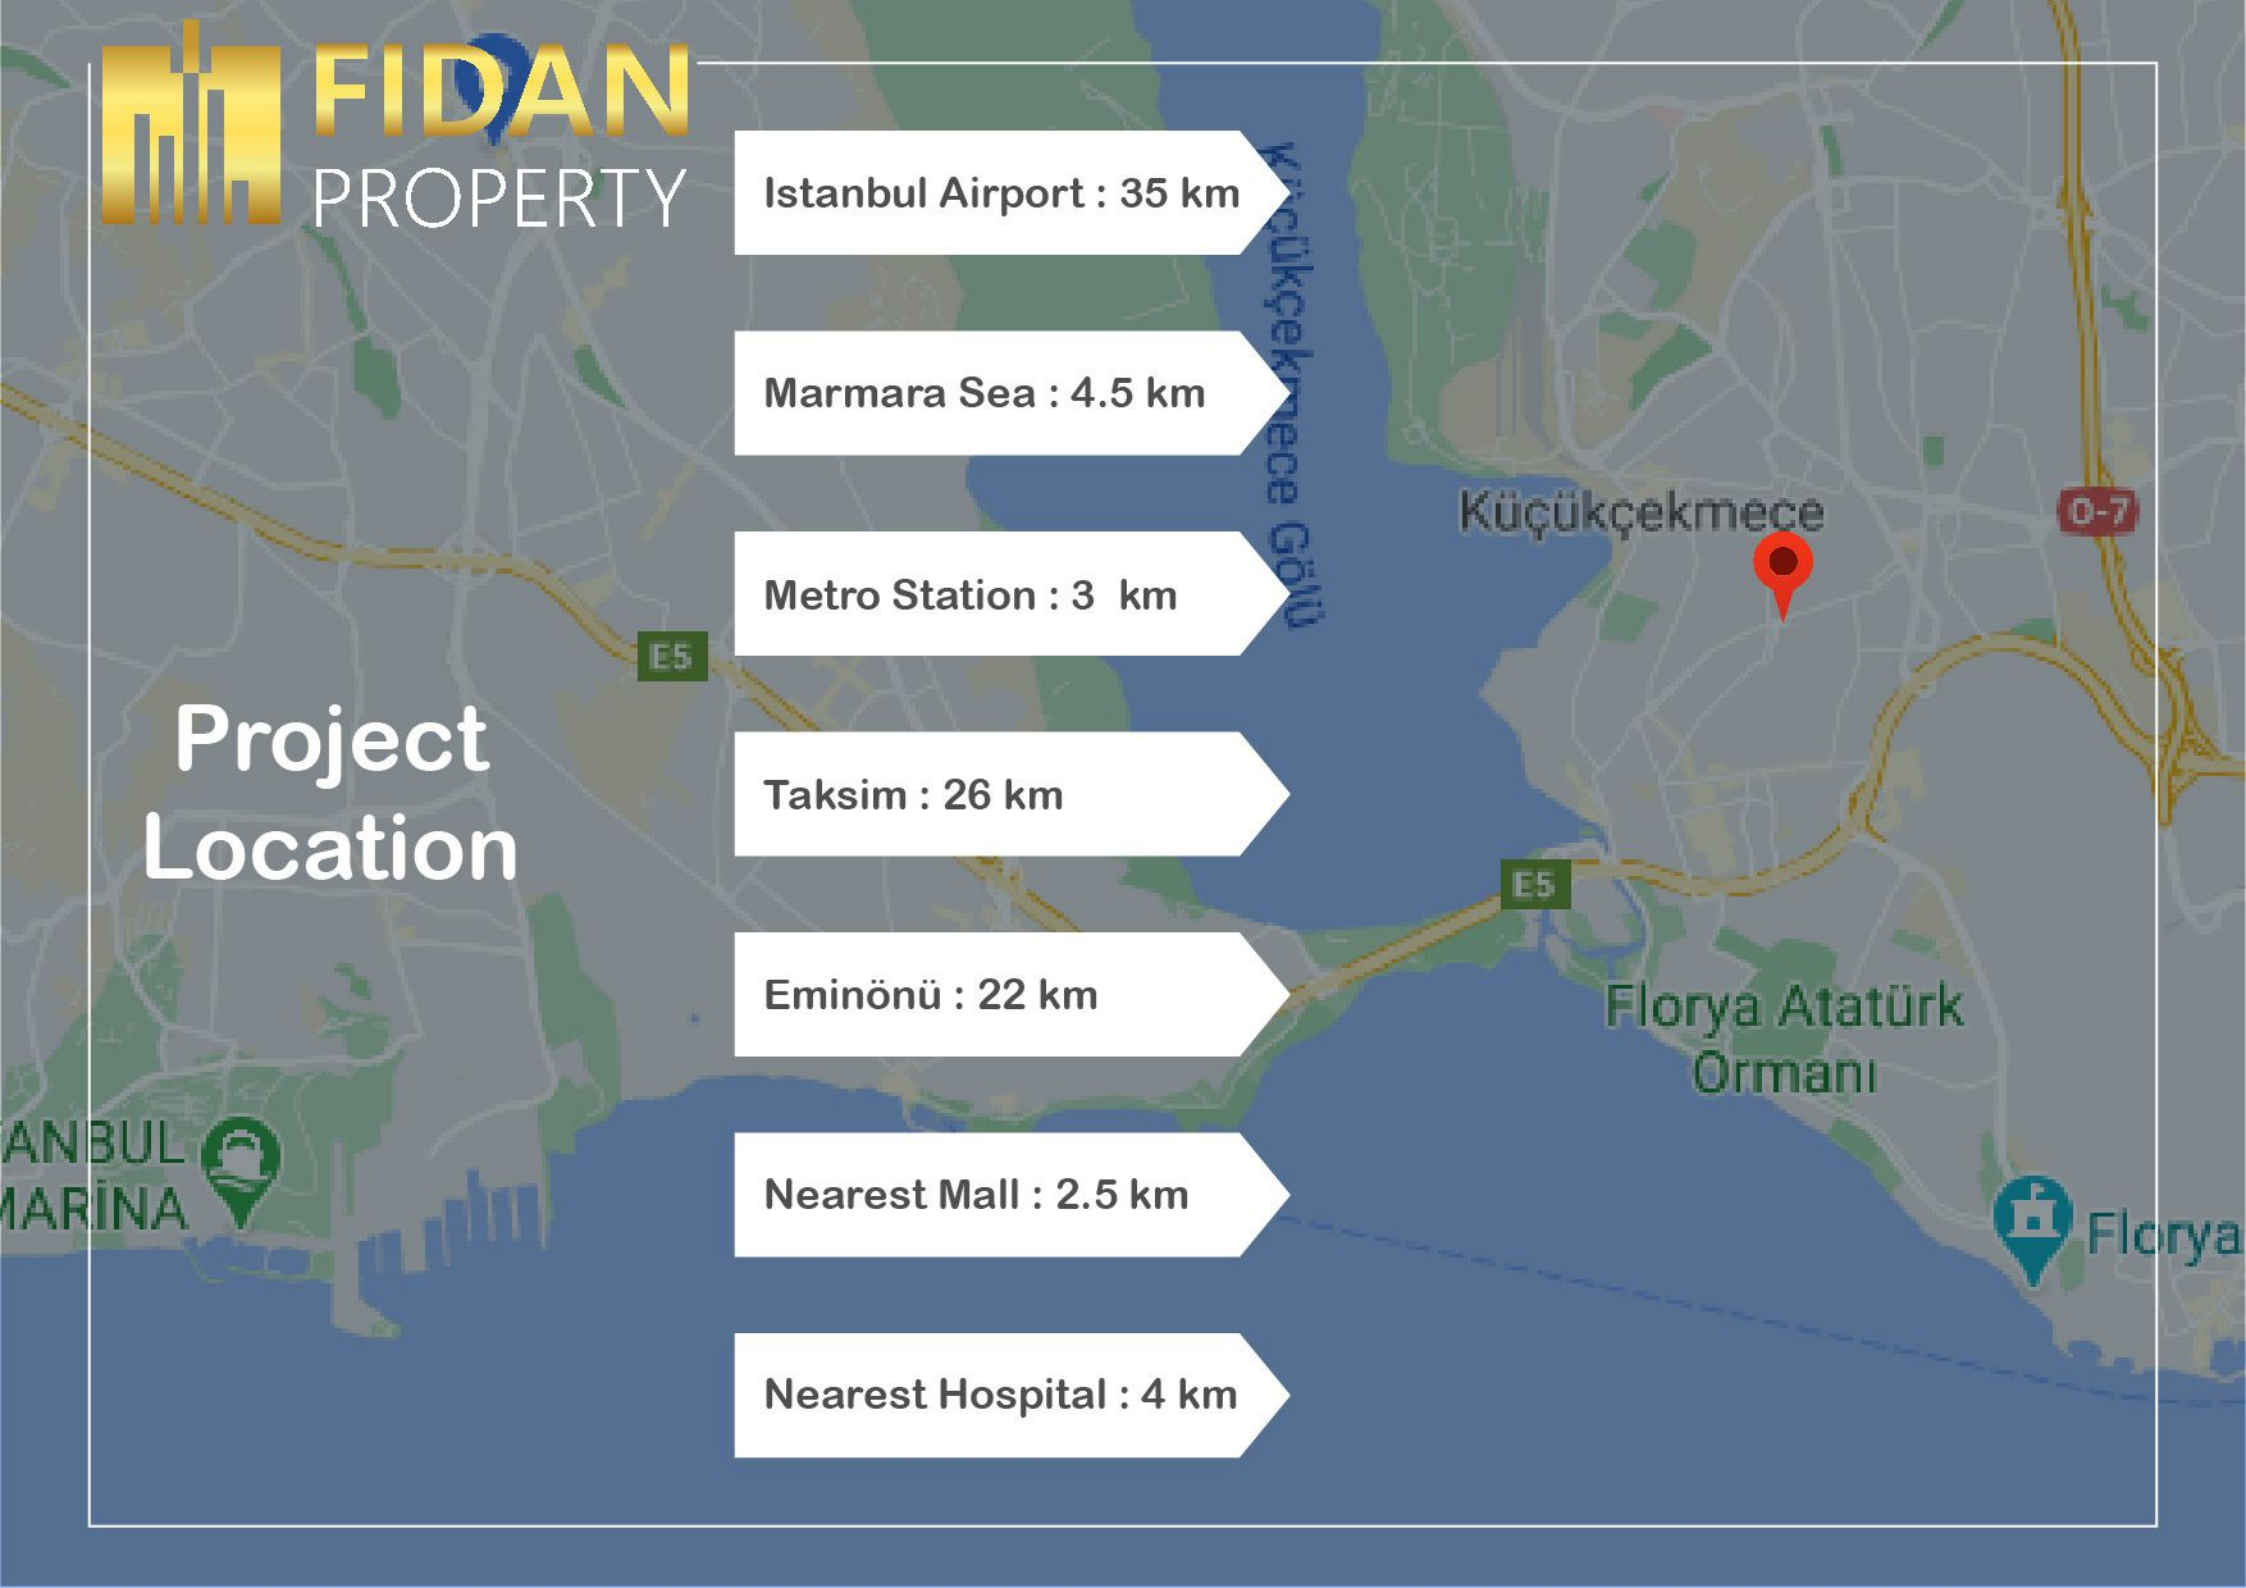 FIDAN
PROPERTY
Istanbul Airport : 35 km
Marmara Sea : 4.5 km
Metro Station : 3 km
Taksim : 26 km
Eminönü : 22 km
Nearest Mall : 2.5 km
Nearest Hospital : 4 km
Project
Location
Küçükçekmece Gölü
Küçükçekmece
O-7
E5
E5
Florya Atatürk
Ormanı
ANBUL
MARİNA
Florya